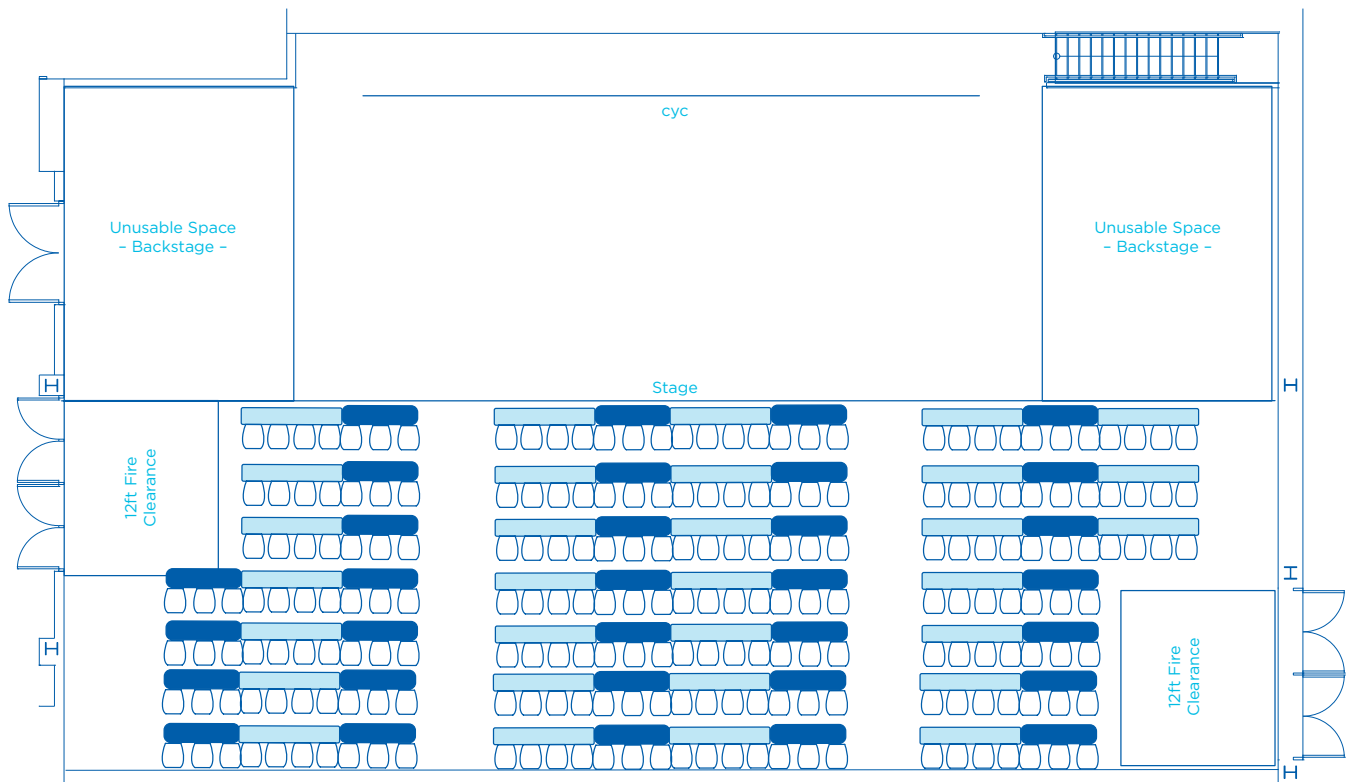 cyc
Unusable Space
– Backstage –
Unusable Space
– Backstage –
Stage
12ft Fire
Clearance
12ft Fire
Clearance